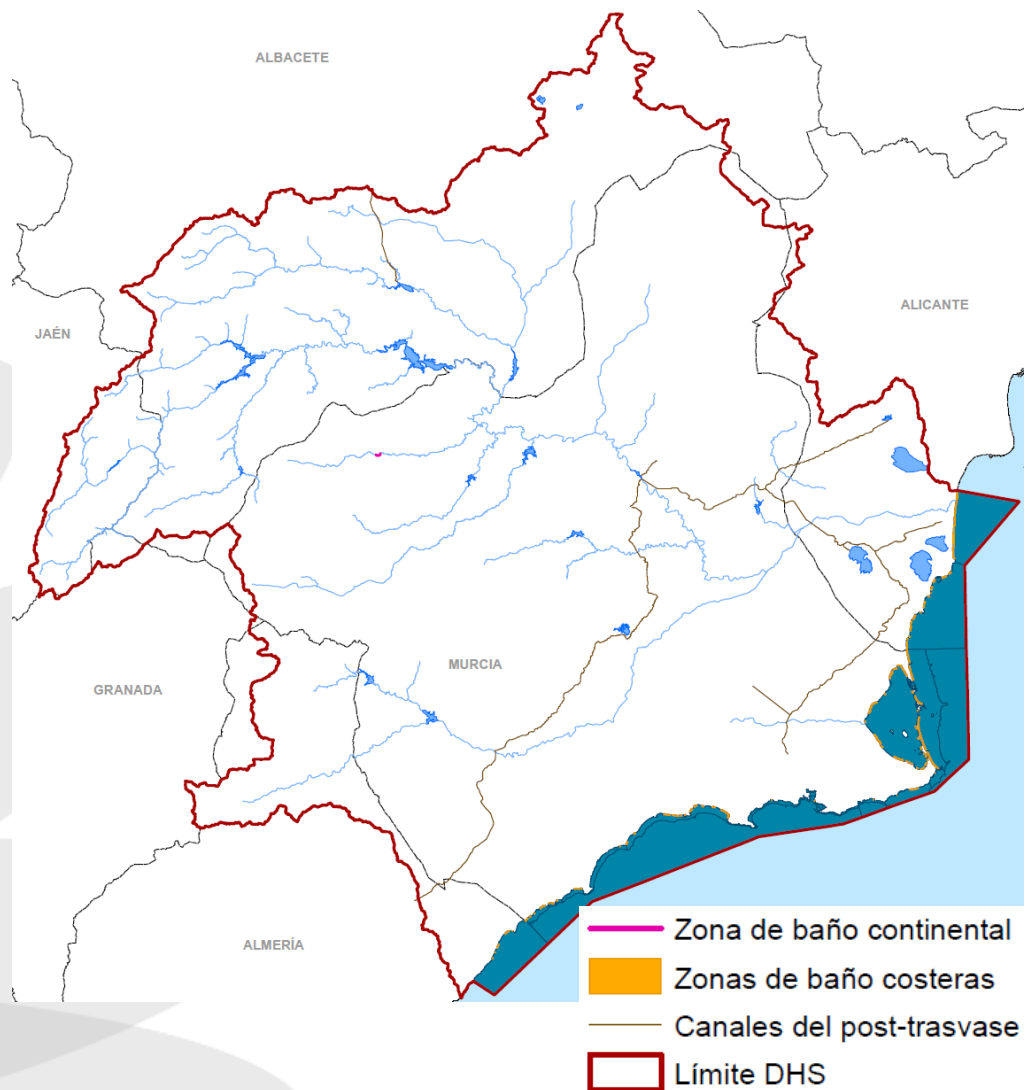 ALBACETE
ALICANTE
JAÉN
MURCIA
GRANADA
ALMERÍA
Zona de baño continental
Zonas de baño costeras
Canales del post-trasvase
Límite DHS